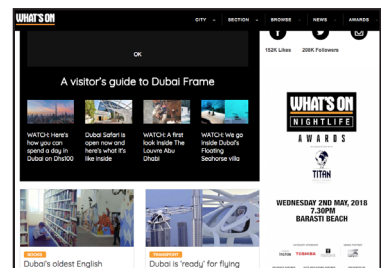 WHAT'S ON
CITY
SECTION
BROWSE
NEWS
AWARDS
152K Likes
208K Followers
OK
A visitor's guide to Dubai Frame
WATCH: Here's
how you can
spend a day in
Dubai on Dhs100
Dubai Safari is
open now and
here's what it's
like inside
WATCH: A first
look inside The
Louvre Abu
Dhabi
WATCH: We go
inside Dubai's
Floating
Seahorse villa
WHAT'S ON
NIGHTLIFE
AWARDS
TITAN
WEDNESDAY 2ND MAY, 2018
7.30PM
BARASTI BEACH
TOSHIBA
Dubai's oldest English
TRANSPORT
Dubai is 'ready' for flying